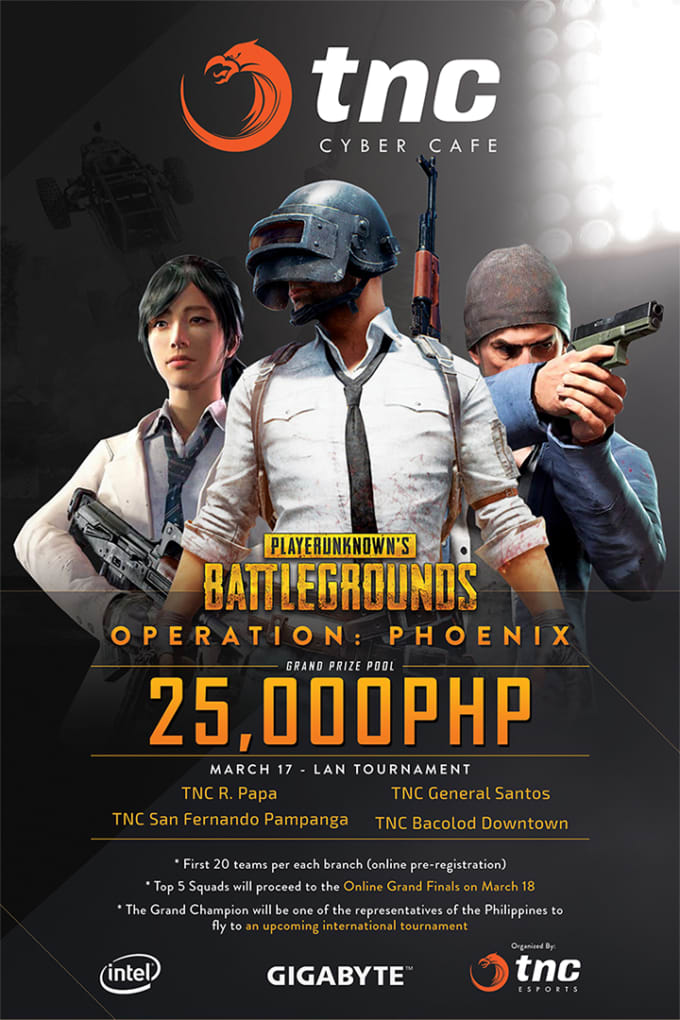 tnc
CYBER CAFE
PLAYERUNKNOWN'S
BATTLEGROUNDS
OPERATION: PHOENIX
GRAND PRIZE POOL
25,000PHP
MARCH 17 - LAN TOURNAMENT
TNC R. Papa
TNC General Santos
TNC San Fernando Pampanga
TNC Bacolod Downtown
* First 20 teams per each branch (online pre-registration)
* Top 5 Squads will proceed to the Online Grand Finals on March 18
* The Grand Champion will be one of the representatives of the Philippines to
fly to an upcoming international tournament
intel
GIGABYTE™
Organized By:
tnc
ESPORTS